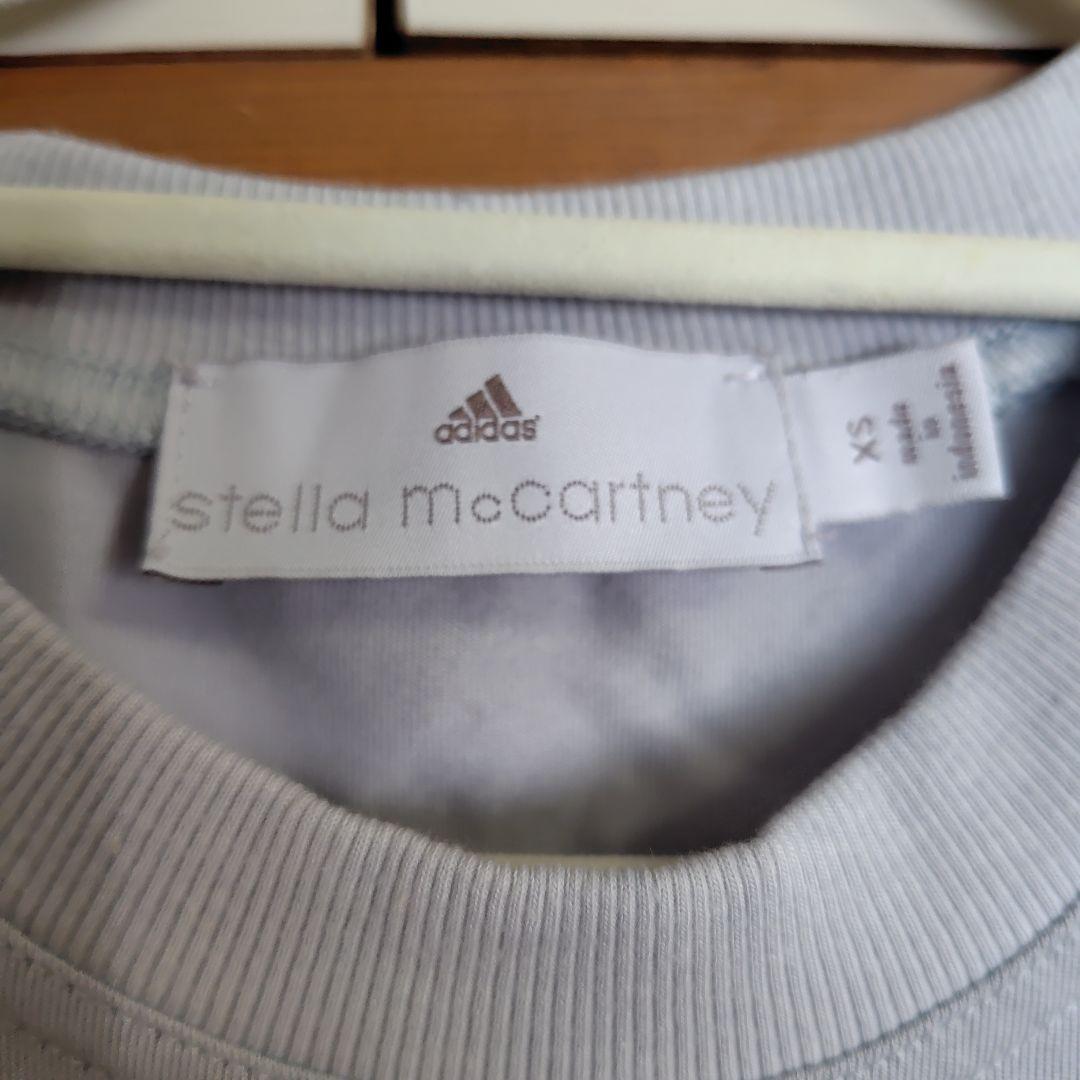 adidas
stella mcCartney
XS
made
in
indonesia